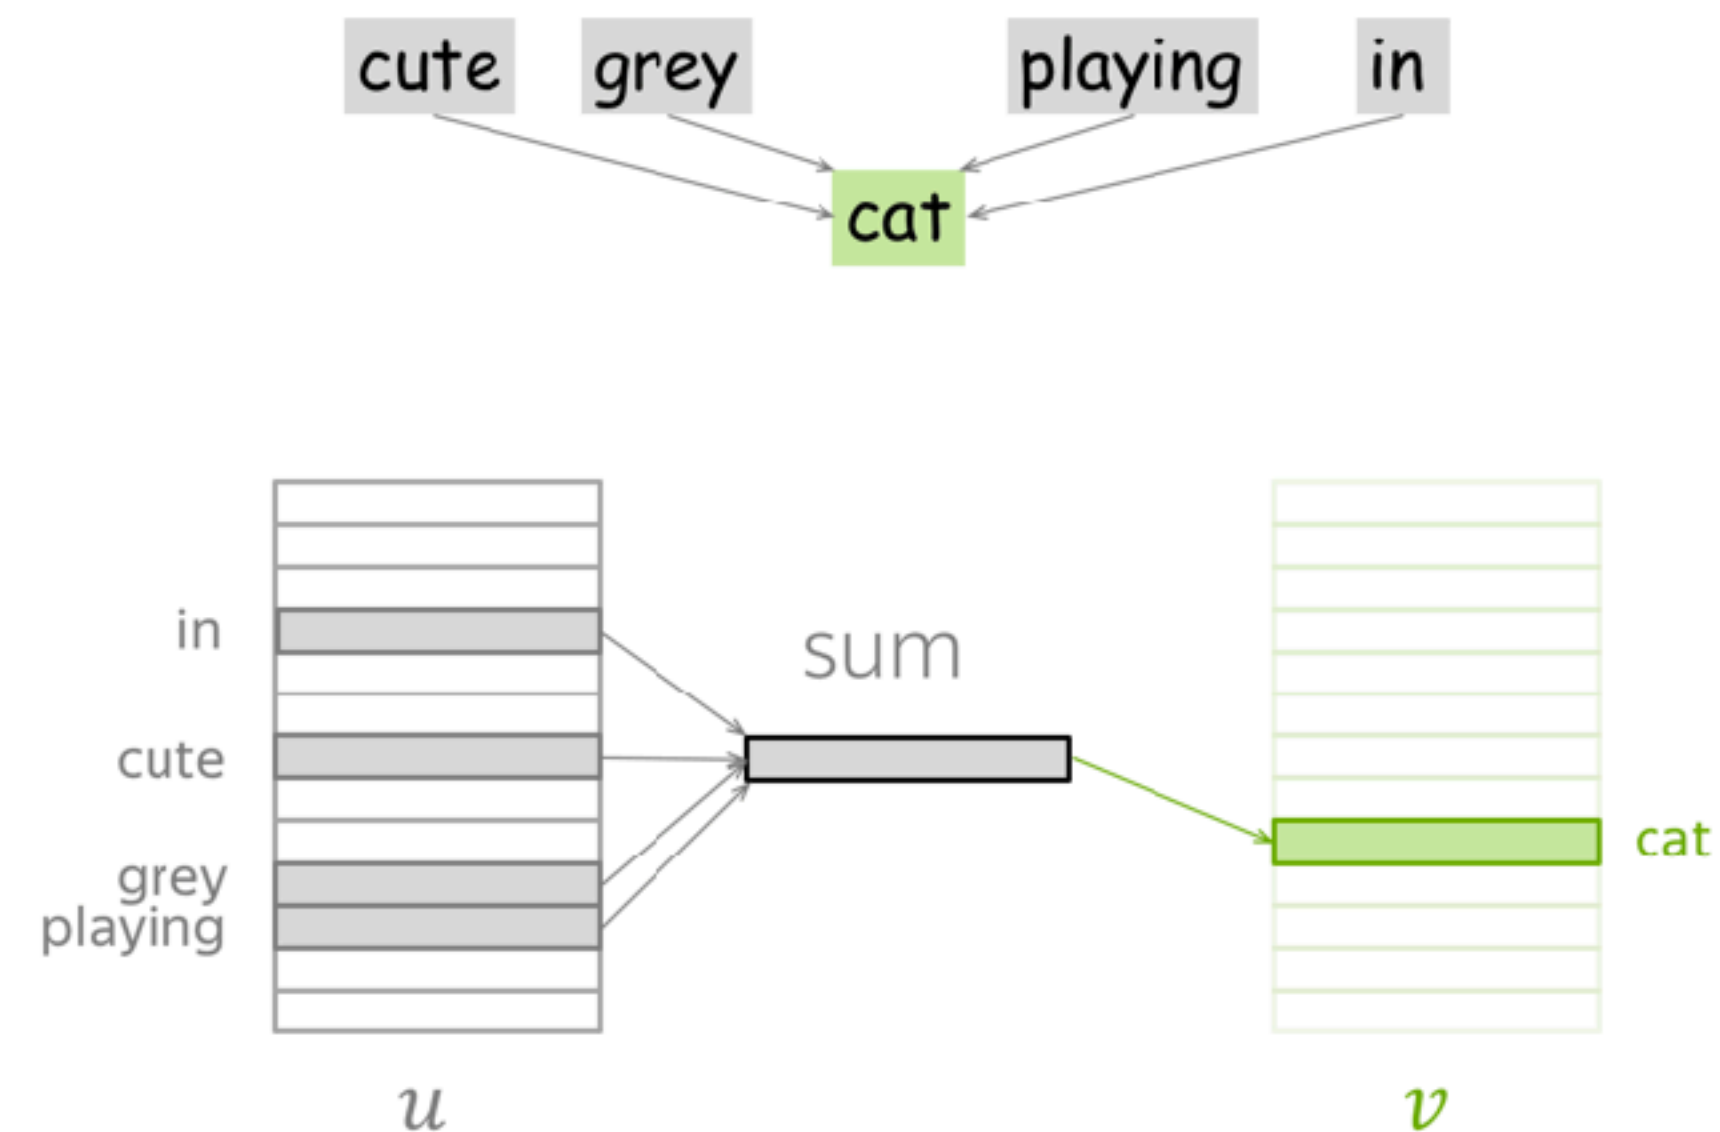 cute grey playing in
cat
in
sum
cute
cat
grey
playing
u
v